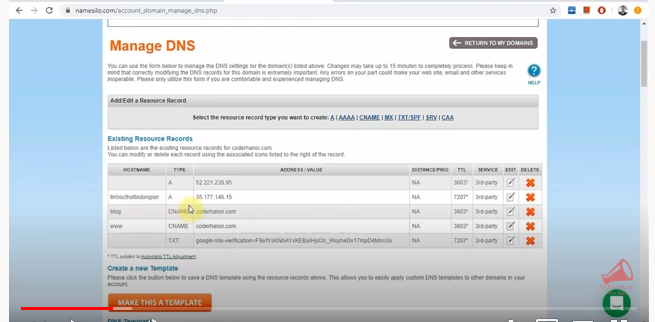 namesilo.com/account_domain_manage_dns.php
Manage DNS
RETURN TO MY DOMAINS
You can use the form below to manage the DNS settings for the domain(s) listed above. Changes may take up to 15 minutes to completely process. Please keep in
mind that correctly modifying the DNS records for this domain is extremely important. Any errors on your part could make your web site, email and other services
inoperable. Please only utilize this form if you are comfortable and experienced managing DNS.
HELP
Add/Edit a Resource Record
Select the resource record type you want to create: A | AAAA | CNAME | MX | TXT/SPF | SRV | CAA
Existing Resource Records
Listed below are the existing resource records for coderhanoi.com.
You can modify or delete each record using the associated icons listed to the right of the record.
HOSTNAME TYPE ADDRESS / VALUE DISTANCE/PRIO TTL SERVICE EDIT DELETE
A 52.221.235.95 NA 3603* 3rd-party
tinhocthatladongian A 35.177.146.15 NA 7207* 3rd-party
blog CNAME coderhanoi.com NA 3603* 3rd-party
www CNAME coderhanoi.com NA 3603* 3rd-party
TXT NA 7207* 3rd-party
* TTL subject to Automatic TTL Adjustment
Create a new Template
Please click the button below to save a DNS template using the resource records above. This allows you to easily apply custom DNS templates to other domains in your
account.
MAKE THIS A TEMPLATE